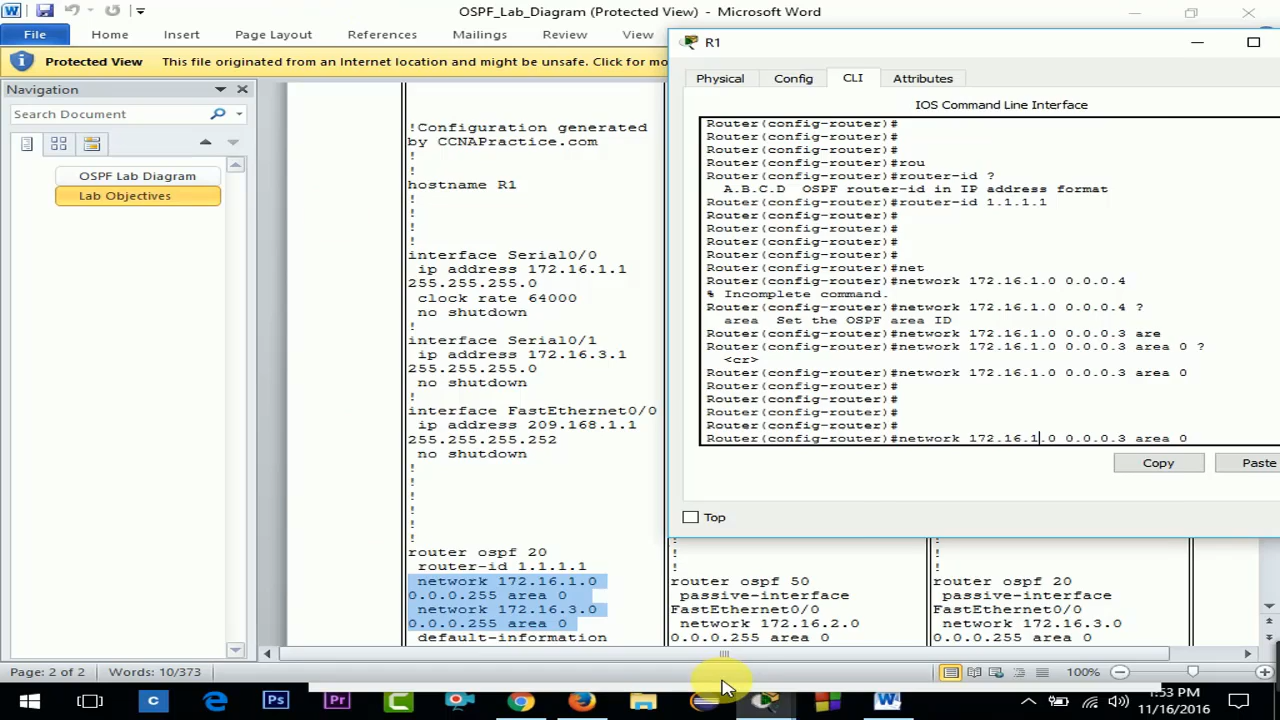 OSPF_Lab_Diagram (Protected View) - Microsoft Word
File Home Insert Page Layout References Mailings Review View
Protected View This file originated from an Internet location and might be unsafe. Click for mo
Navigation
Search Document
OSPF Lab Diagram
Lab Objectives
!Configuration generated
by CCNAPractice.com
!
!
hostname R1
!
!
!
!
interface Serial0/0
ip address 172.16.1.1
255.255.255.0
clock rate 64000
no shutdown
!
interface Serial0/1
ip address 172.16.3.1
255.255.255.0
no shutdown
!
interface FastEthernet0/0
ip address 209.168.1.1
255.255.255.252
no shutdown
!
!
!
!
!
!
router ospf 20
router-id 1.1.1.1
network 172.16.1.0
0.0.0.255 area 0
network 172.16.3.0
0.0.0.255 area 0
default-information
!
!
!
router ospf 50
passive-interface
FastEthernet0/0
network 172.16.2.0
0.0.0.255 area 0
!
!
!
router ospf 20
passive-interface
FastEthernet0/0
network 172.16.3.0
0.0.0.255 area 0
R1
Physical Config CLI Attributes
IOS Command Line Interface
Router(config-router)#
Router(config-router)#
Router(config-router)#
Router(config-router)#rou
Router(config-router)#router-id ?
A.B.C.D OSPF router-id in IP address format
Router(config-router)#router-id 1.1.1.1
Router(config-router)#
Router(config-router)#
Router(config-router)#
Router(config-router)#
Router(config-router)#net
Router(config-router)#network 172.16.1.0 0.0.0.4
% Incomplete command.
Router(config-router)#network 172.16.1.0 0.0.0.4 ?
area Set the OSPF area ID
Router(config-router)#network 172.16.1.0 0.0.0.3 are
Router(config-router)#network 172.16.1.0 0.0.0.3 area 0 ?
<cr>
Router(config-router)#network 172.16.1.0 0.0.0.3 area 0
Router(config-router)#
Router(config-router)#
Router(config-router)#
Router(config-router)#
Router(config-router)#network 172.16.1.0 0.0.0.3 area 0
Copy Paste
Top
Page: 2 of 2 Words: 10/373 100%
C Ps Pr
1:53 PM
11/16/2016